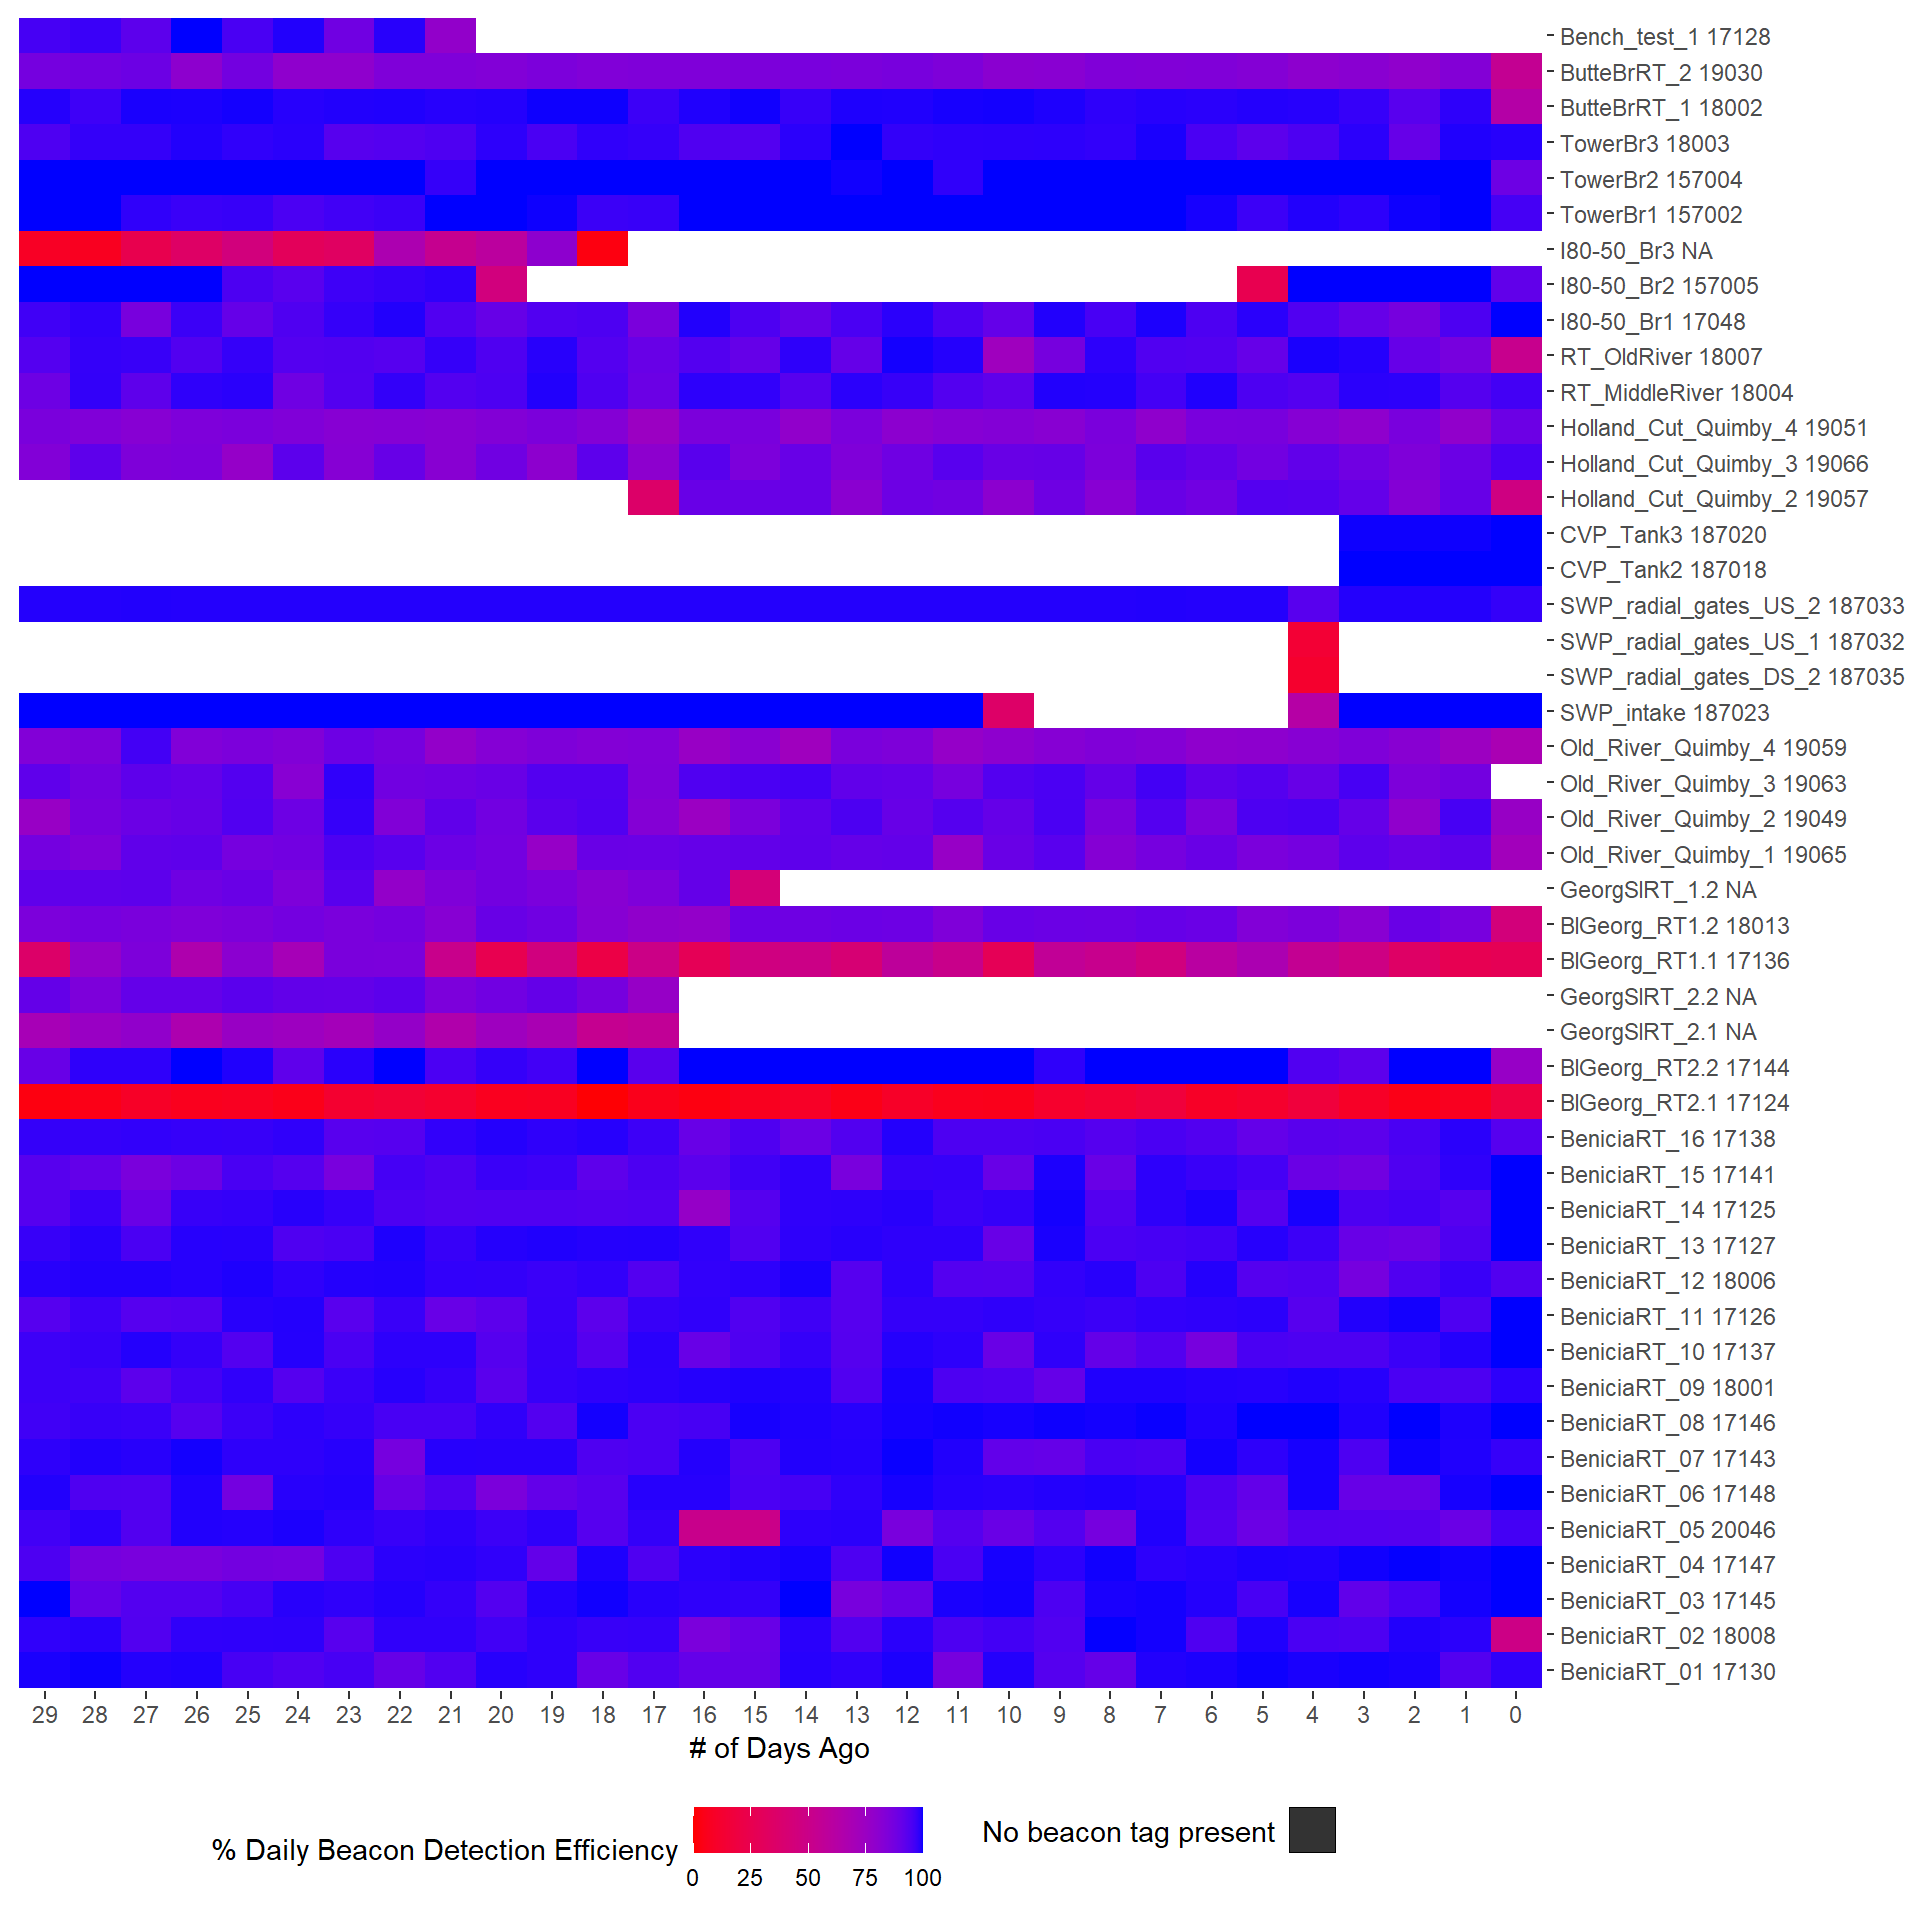 Bench_test_1 17128
ButteBrRT_2 19030
ButteBrRT_1 18002
TowerBr3 18003
TowerBr2 157004
TowerBr1 157002
I80-50_Br3 NA
I80-50_Br2 157005
I80-50_Br1 17048
RT_OldRiver 18007
RT_MiddleRiver 18004
Holland_Cut_Quimby_4 19051
Holland_Cut_Quimby_3 19066
Holland_Cut_Quimby_2 19057
CVP_Tank3 187020
CVP_Tank2 187018
SWP_radial_gates_US_2 187033
SWP_radial_gates_US_1 187032
SWP_radial_gates_DS_2 187035
SWP_intake 187023
Old_River_Quimby_4 19059
Old_River_Quimby_3 19063
Old_River_Quimby_2 19049
Old_River_Quimby_1 19065
GeorgSlRT_1.2 NA
BlGeorg_RT1.2 18013
BlGeorg_RT1.1 17136
GeorgSlRT_2.2 NA
GeorgSlRT_2.1 NA
BlGeorg_RT2.2 17144
BlGeorg_RT2.1 17124
BeniciaRT_16 17138
BeniciaRT_15 17141
BeniciaRT_14 17125
BeniciaRT_13 17127
BeniciaRT_12 18006
BeniciaRT_11 17126
BeniciaRT_10 17137
BeniciaRT_09 18001
BeniciaRT_08 17146
BeniciaRT_07 17143
BeniciaRT_06 17148
BeniciaRT_05 20046
BeniciaRT_04 17147
BeniciaRT_03 17145
BeniciaRT_02 18008
BeniciaRT_01 17130
29 28 27 26 25 24 23 22 21 20 19 18 17 16 15 14 13 12 11 10 9 8 7 6 5 4 3 2 1 0
# of Days Ago
% Daily Beacon Detection Efficiency
0 25 50 75 100
No beacon tag present